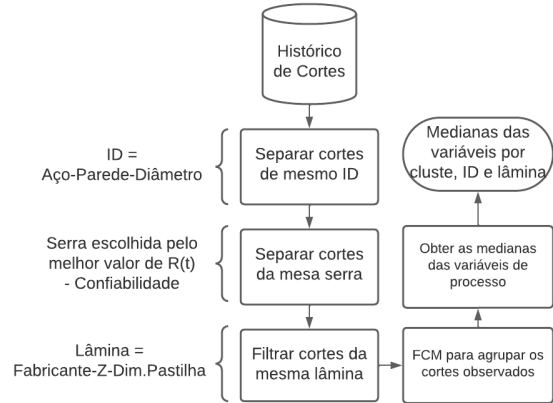 Histórico
de Cortes
ID =
Aço-Parede-Diâmetro
Separar cortes
de mesmo ID
Serra escolhida pelo
melhor valor de R(t)
- Confiabilidade
Separar cortes
da mesa serra
Lâmina =
Fabricante-Z-Dim.Pastilha
Filtrar cortes da
mesma lâmina
FCM para agrupar os
cortes observados
Obter as medianas
das variáveis de
processo
Medianas das
variáveis por
cluste, ID e lâmina